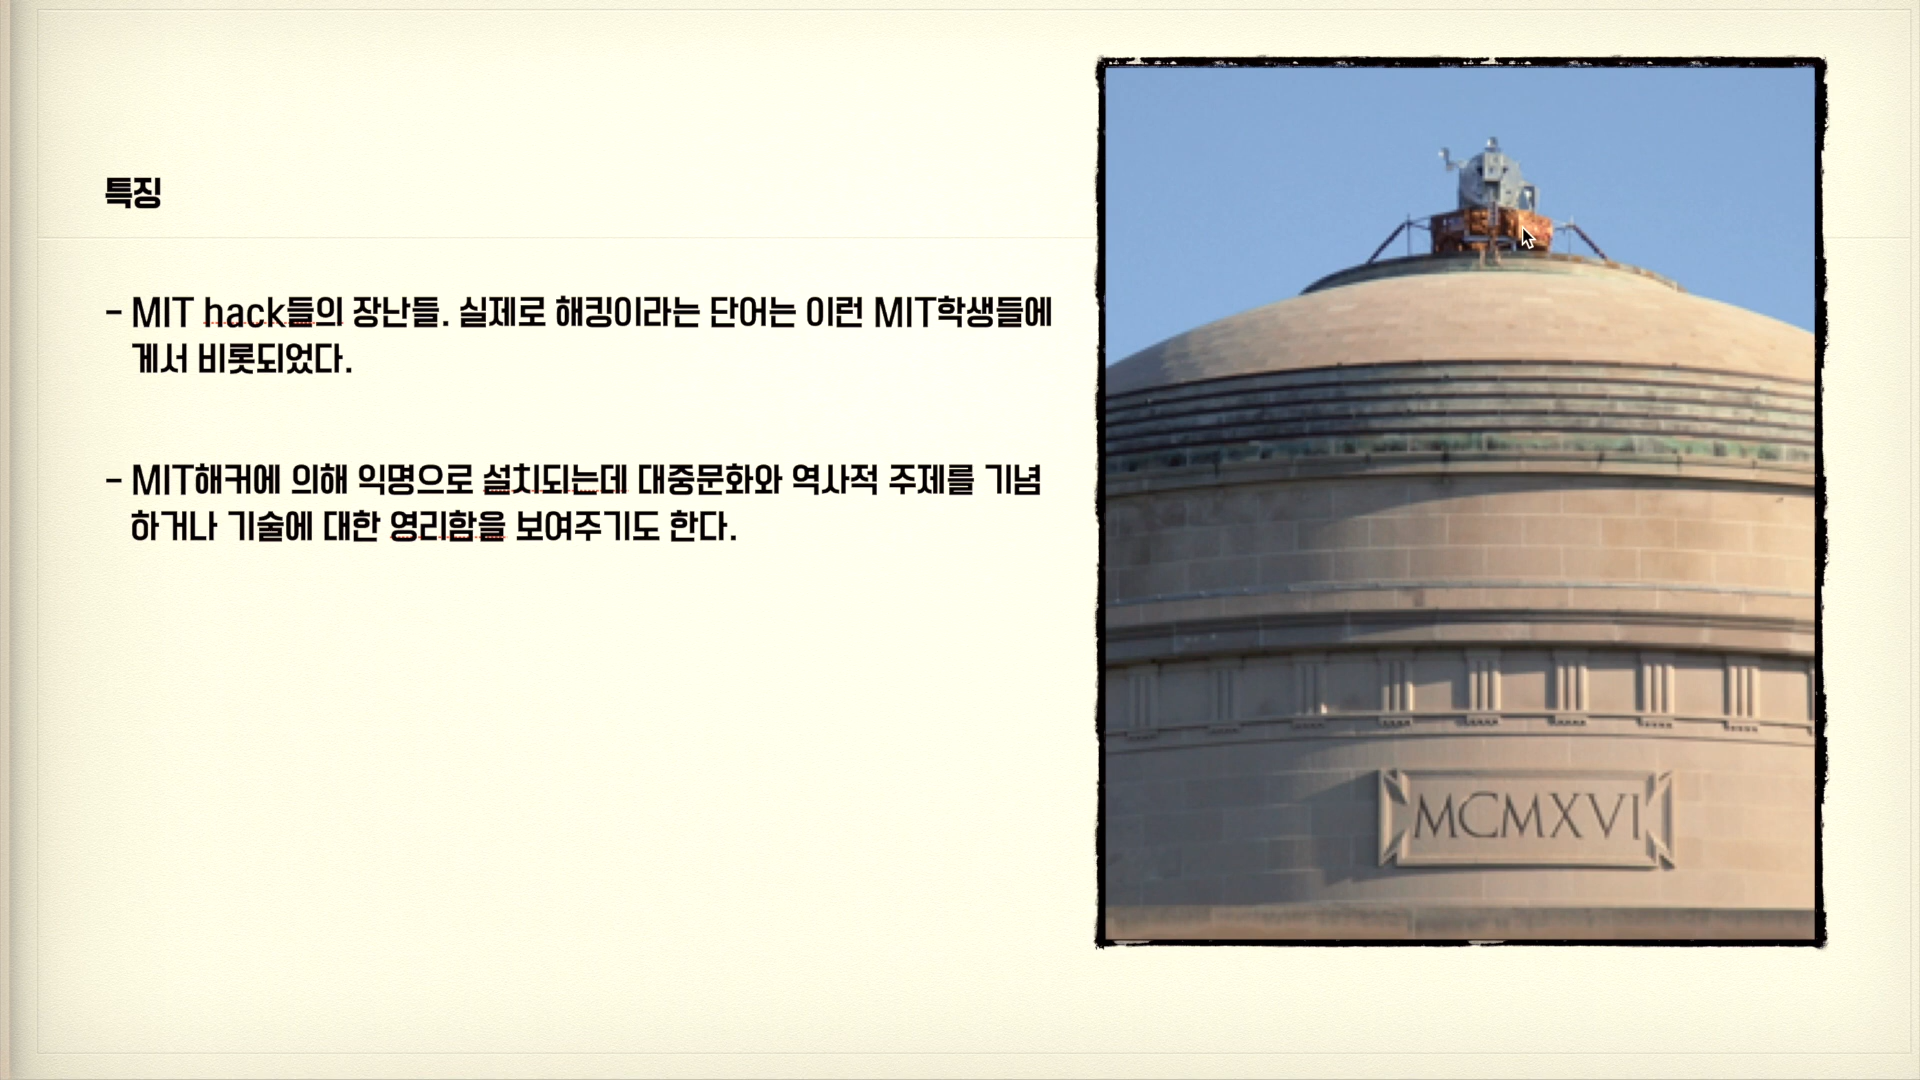 특징
- MIT hack들의 장난들. 실제로 해킹이라는 단어는 이런 MIT학생들에
게서 비롯되었다.
- MIT해커에 의해 익명으로 설치되는데 대중문화와 역사적 주제를 기념
하거나 기술에 대한 영리함을 보여주기도 한다.
MCMXVI